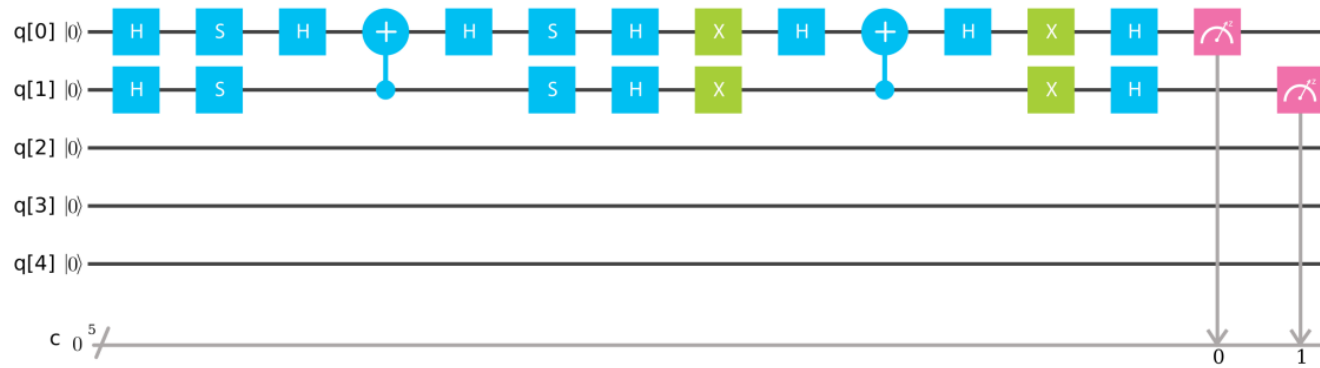 q[0] |0⟩ H S H + H S H X H + H X H z
q[1] |0⟩ H S S H X X H z
q[2] |0⟩
q[3] |0⟩
q[4] |0⟩
c 0 5
0 1